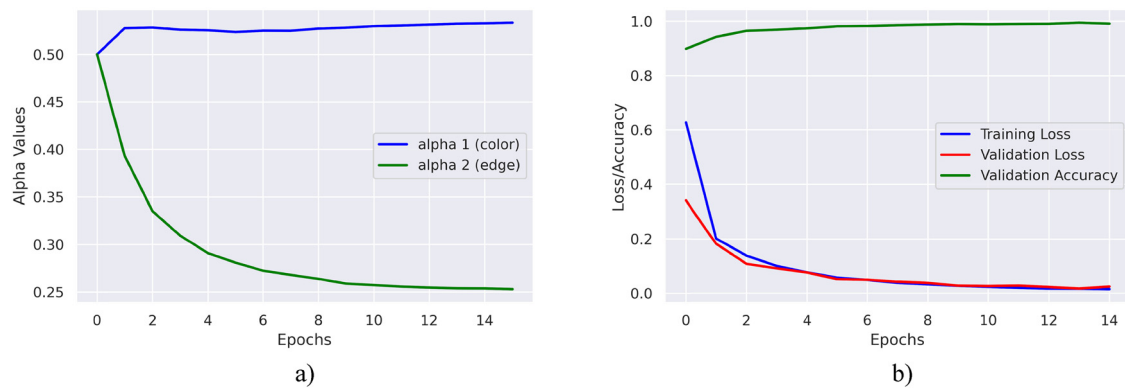 0.50
0.45
0.40
0.35
0.30
0.25
Alpha Values
alpha 1 (color)
alpha 2 (edge)
0 2 4 6 8 10 12 14
Epochs
a)
1.0
0.8
0.6
0.4
0.2
0.0
Loss/Accuracy
Training Loss
Validation Loss
Validation Accuracy
0 2 4 6 8 10 12 14
Epochs
b)